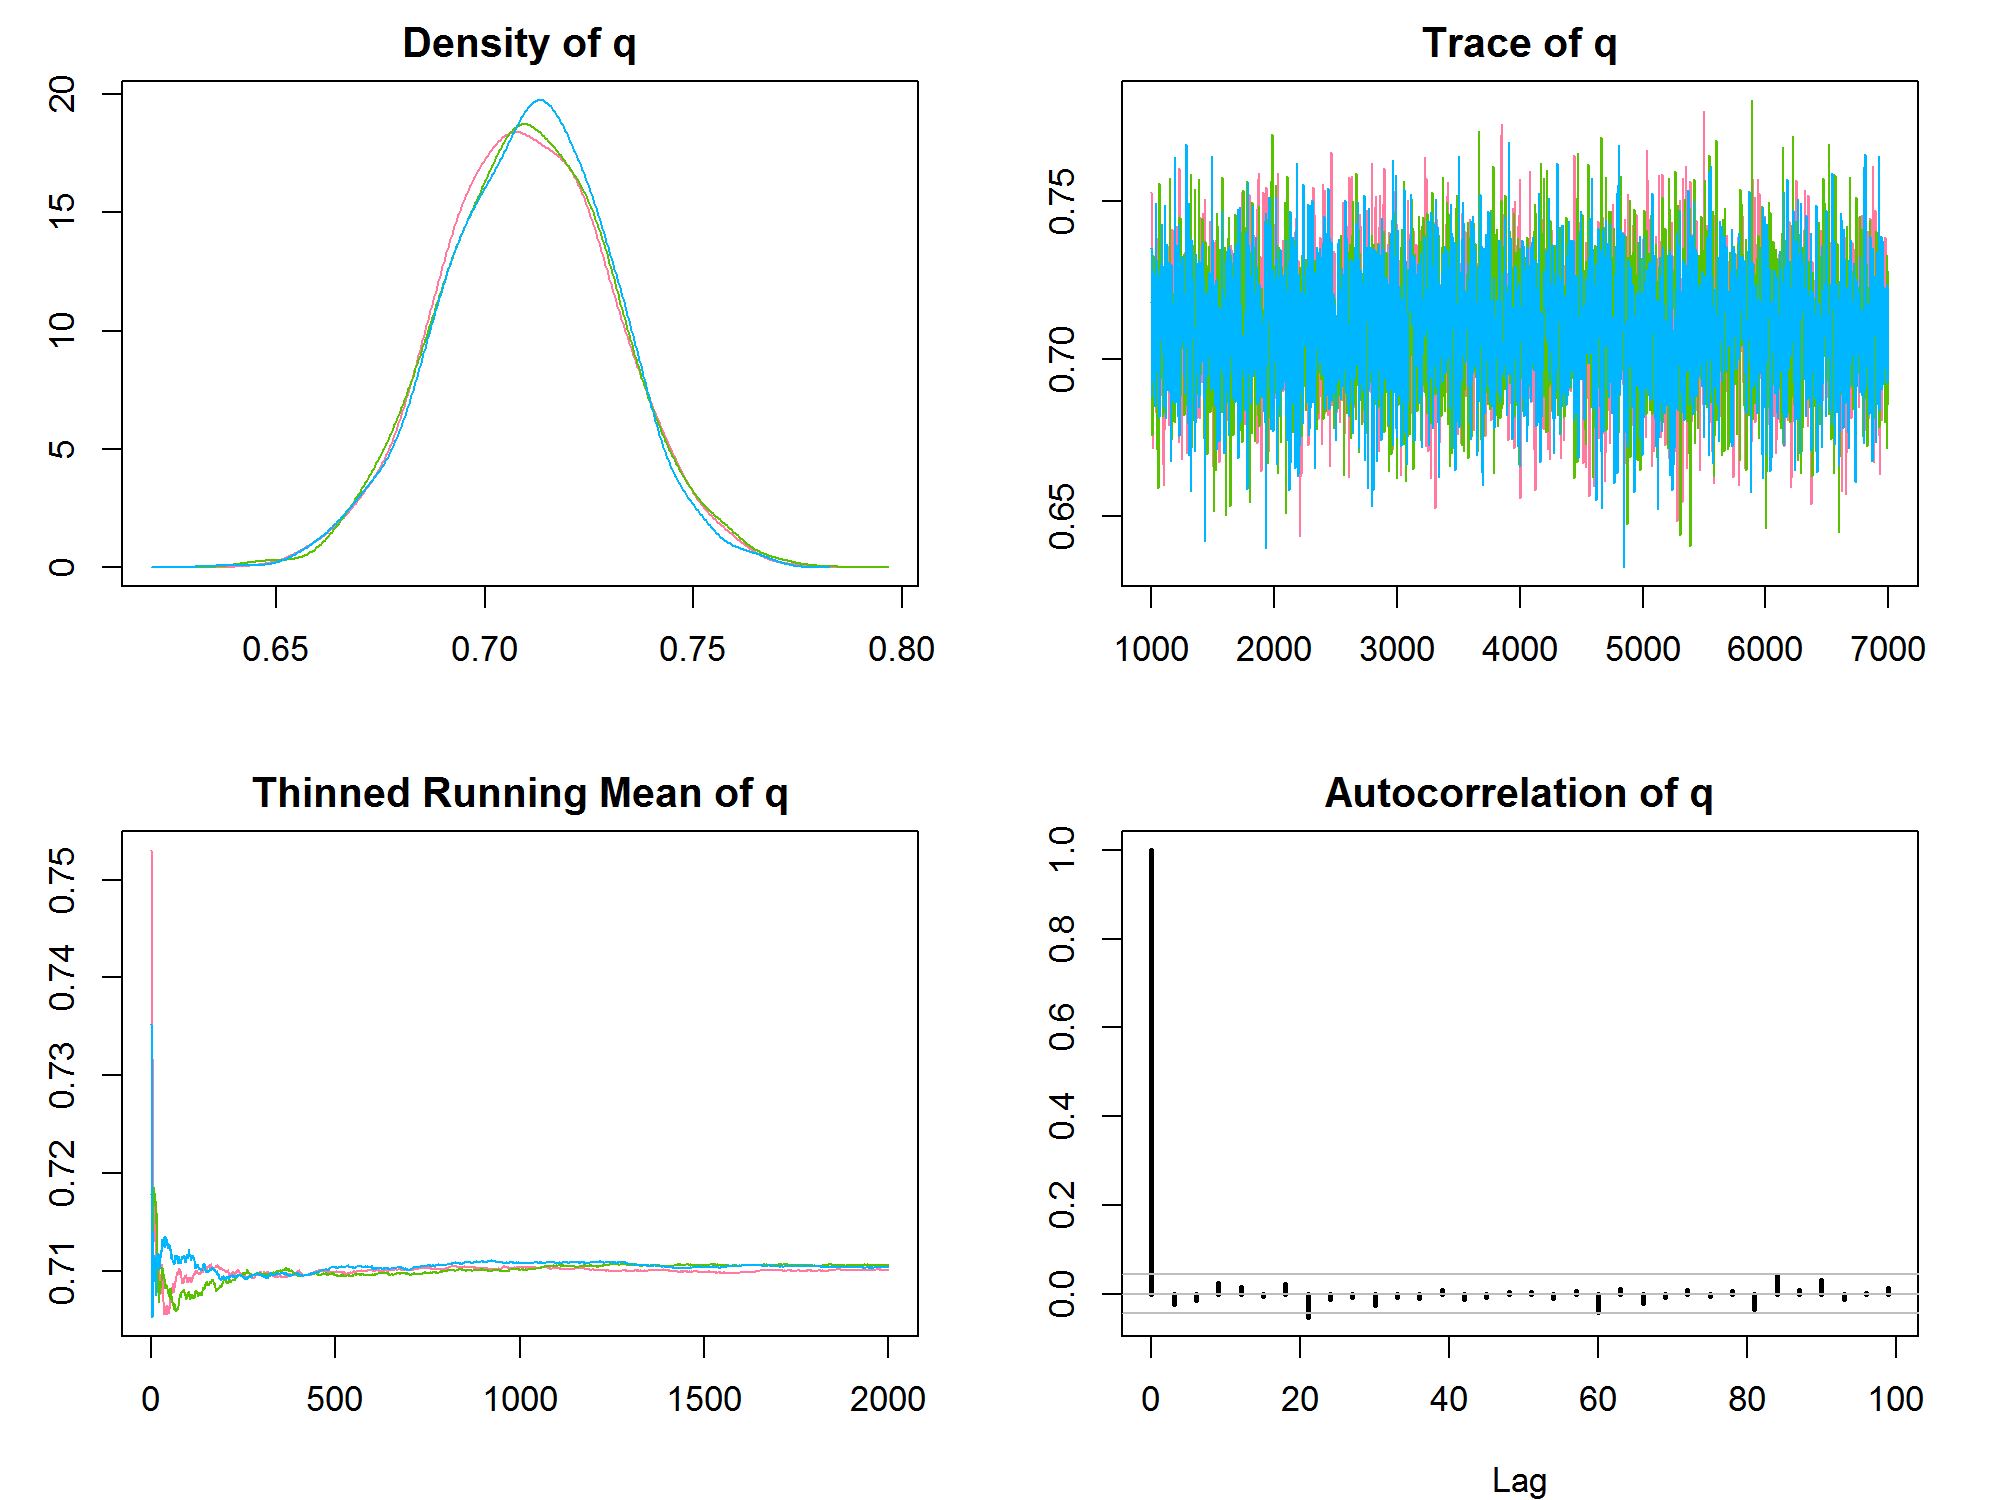 Density of q
20
15
10
5
0
0.65 0.70 0.75 0.80
Trace of q
0.75
0.70
0.65
1000 2000 3000 4000 5000 6000 7000
Thinned Running Mean of q
0.75
0.74
0.73
0.72
0.71
0 500 1000 1500 2000
Autocorrelation of q
1.0
0.8
0.6
0.4
0.2
0.0
0 20 40 60 80 100
Lag